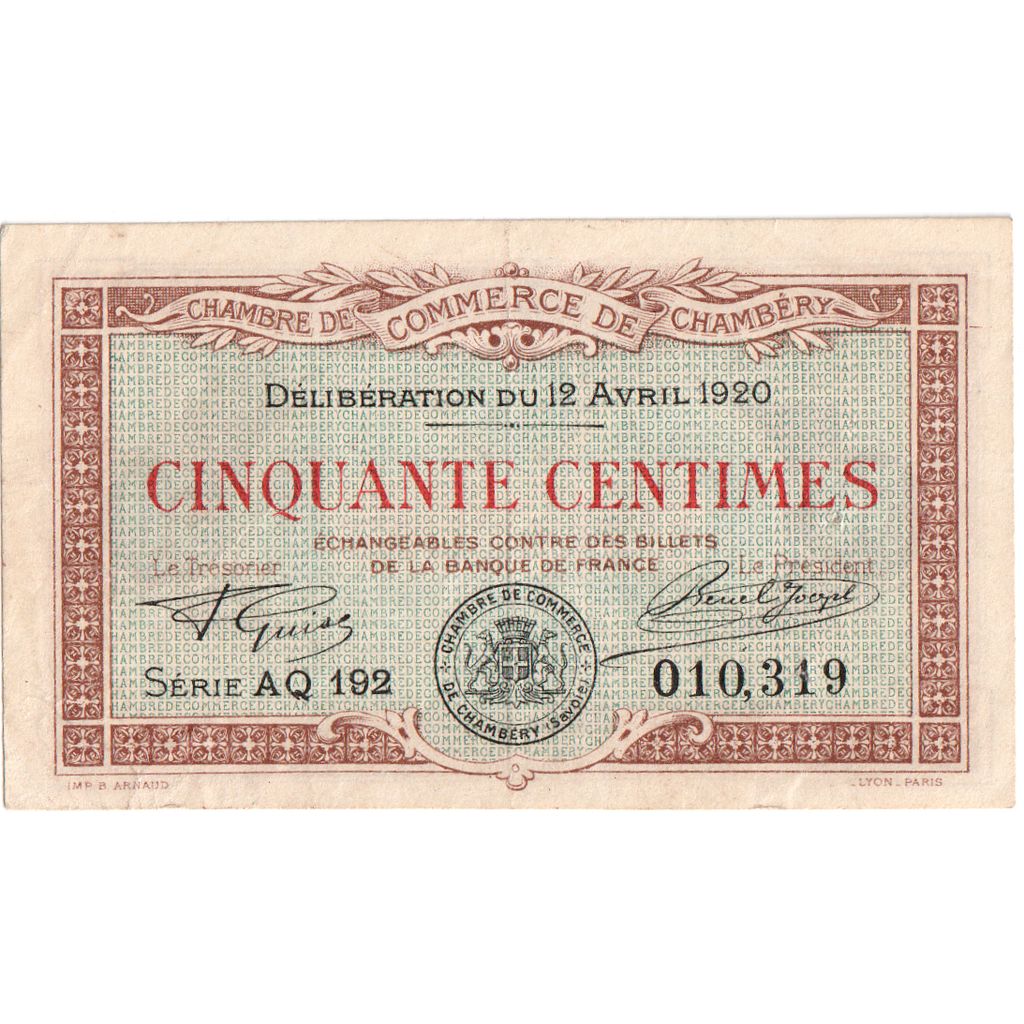 CHAMBRE DE COMMERCE DE CHAMBÉRY
DÉLIBÉRATION DU 12 AVRIL 1920
CINQUANTE CENTIMES
ÉCHANGEABLES CONTRE DES BILLETS
DE LA BANQUE DE FRANCE
Le Trésorier
Le Président
CHAMBRE DE COMMERCE
DE CHAMBÉRY (Savoie)
SÉRIE AQ 192
010,319
IMP. B. ARNAUD
LYON_PARIS